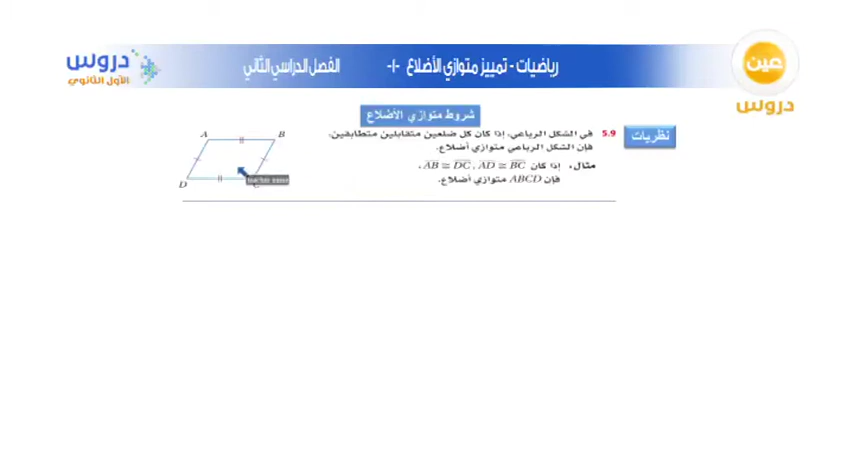 دروس
الأول الثانوي
رياضيات - تمييز متوازي الأضلاع -١-
الفصل الدراسي الثاني
عين
دروس
شروط متوازي الأضلاع
نظريات
5.9 في الشكل الرباعي، إذا كان كل ضلعين متقابلين متطابقين،
فإن الشكل الرباعي متوازي أضلاع.
مثال، إذا كان AB ≅ DC , AD ≅ BC ،
فإن ABCD متوازي أضلاع.
A B
D C